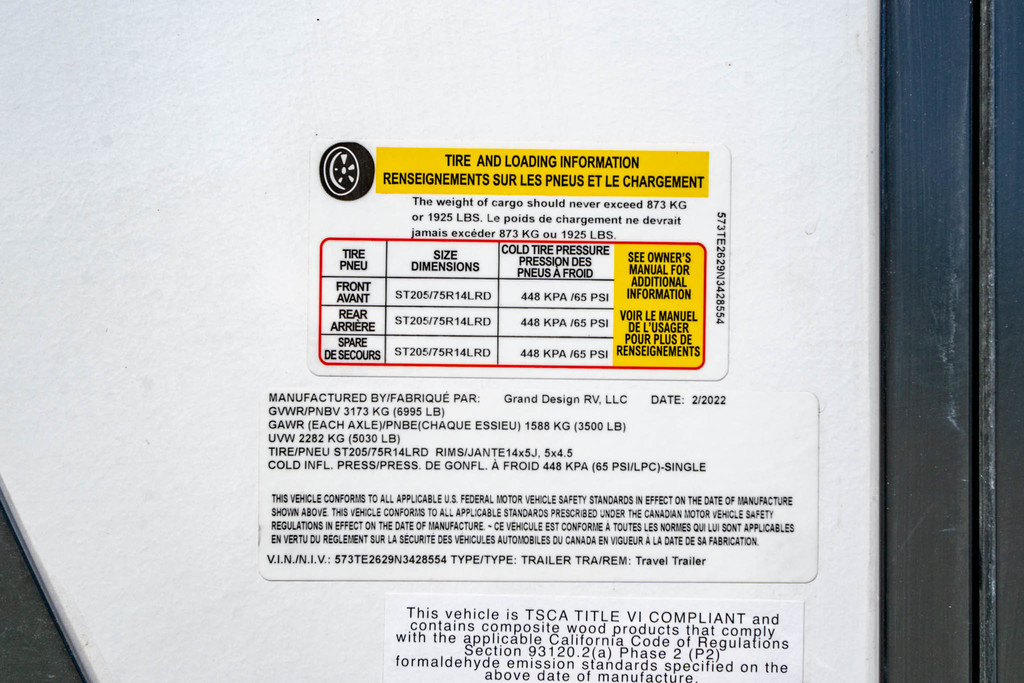 TIRE AND LOADING INFORMATION
RENSEIGNEMENTS SUR LES PNEUS ET LE CHARGEMENT
The weight of cargo should never exceed 873 KG
or 1925 LBS. Le poids de chargement ne devrait
jamais excéder 873 KG ou 1925 LBS.
TIRE
PNEU
SIZE
DIMENSIONS
COLD TIRE PRESSURE
PRESSION DES
PNEUS À FROID
FRONT
AVANT
ST205/75R14LRD
448 KPA /65 PSI
REAR
ARRIÈRE
ST205/75R14LRD
448 KPA /65 PSI
SPARE
DE SECOURS
ST205/75R14LRD
448 KPA /65 PSI
SEE OWNER'S
MANUAL FOR
ADDITIONAL
INFORMATION
VOIR LE MANUEL
DE L'USAGER
POUR PLUS DE
RENSEIGNEMENTS
573TE2629N3428554
MANUFACTURED BY/FABRIQUÉ PAR: Grand Design RV, LLC DATE: 2/2022
GVWR/PNBV 3173 KG (6995 LB)
GAWR (EACH AXLE)/PNBE(CHAQUE ESSIEU) 1588 KG (3500 LB)
UVW 2282 KG (5030 LB)
TIRE/PNEU ST205/75R14LRD RIMS/JANTE14x5J, 5x4.5
COLD INFL. PRESS/PRESS. DE GONFL. À FROID 448 KPA (65 PSI/LPC)-SINGLE
THIS VEHICLE CONFORMS TO ALL APPLICABLE U.S. FEDERAL MOTOR VEHICLE SAFETY STANDARDS IN EFFECT ON THE DATE OF MANUFACTURE
SHOWN ABOVE. THIS VEHICLE CONFORMS TO ALL APPLICABLE STANDARDS PRESCRIBED UNDER THE CANADIAN MOTOR VEHICLE SAFETY
REGULATIONS IN EFFECT ON THE DATE OF MANUFACTURE. ~ CE VÉHICULE EST CONFORME À TOUTES LES NORMES QUI LUI SONT APPLICABLES
EN VERTU DU RÈGLEMENT SUR LA SÉCURITÉ DES VÉHICULES AUTOMOBILES DU CANADA EN VIGUEUR À LA DATE DE SA FABRICATION.
V.I.N./N.I.V.: 573TE2629N3428554 TYPE/TYPE: TRAILER TRA/REM: Travel Trailer
This vehicle is TSCA TITLE VI COMPLIANT and
contains composite wood products that comply
with the applicable California Code of Regulations
Section 93120.2(a) Phase 2 (P2)
formaldehyde emission standards specified on the
above date of manufacture.